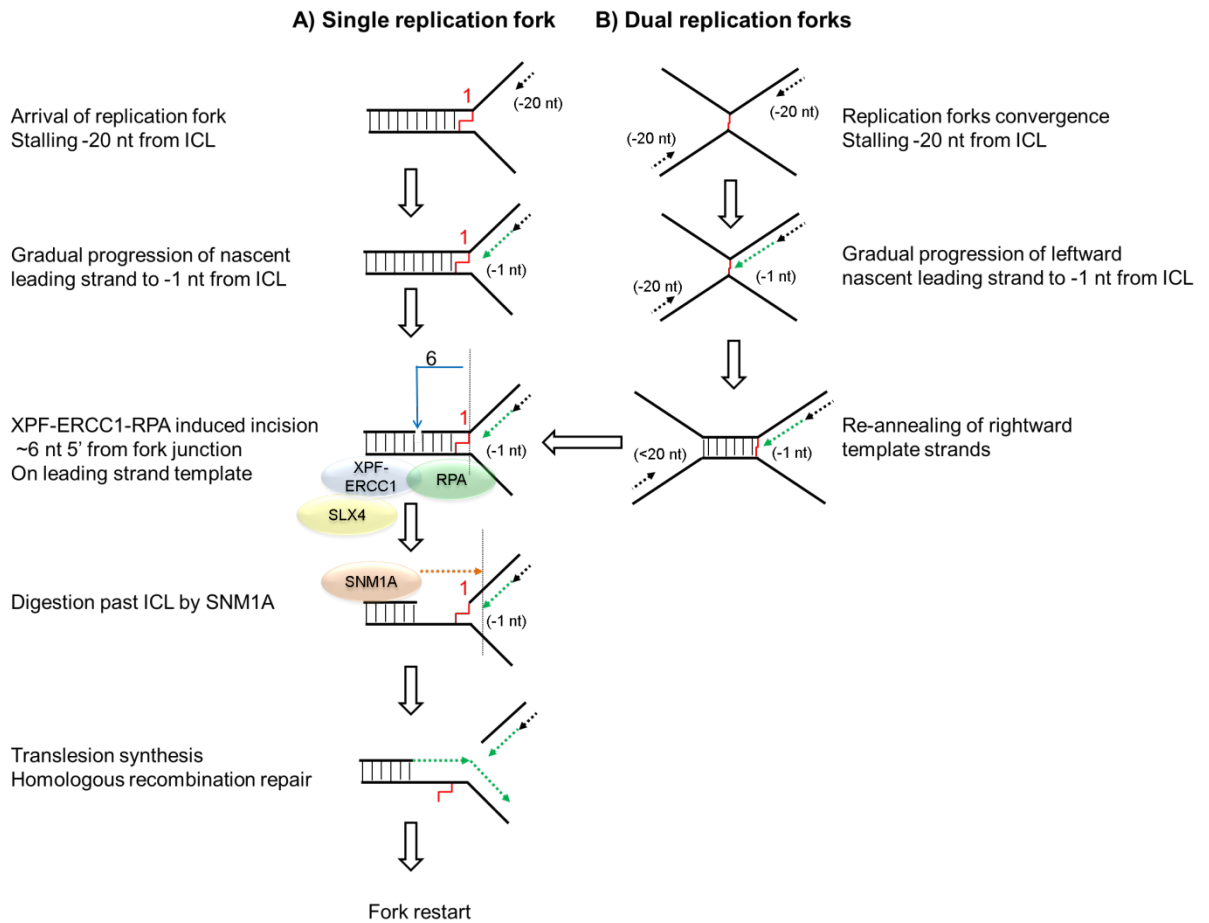 A) Single replication fork
B) Dual replication forks
Arrival of replication fork
Stalling -20 nt from ICL
1
(-20 nt)
(-20 nt)
(-20 nt)
Replication forks convergence
Stalling -20 nt from ICL
Gradual progression of nascent
leading strand to -1 nt from ICL
1
(-1 nt)
(-20 nt)
(-1 nt)
Gradual progression of leftward
nascent leading strand to -1 nt from ICL
XPF-ERCC1-RPA induced incision
~6 nt 5' from fork junction
On leading strand template
6
1
(-1 nt)
XPF-
ERCC1
RPA
SLX4
(<20 nt)
(-1 nt)
Re-annealing of rightward
template strands
Digestion past ICL by SNM1A
SNM1A
1
(-1 nt)
Translesion synthesis
Homologous recombination repair
Fork restart